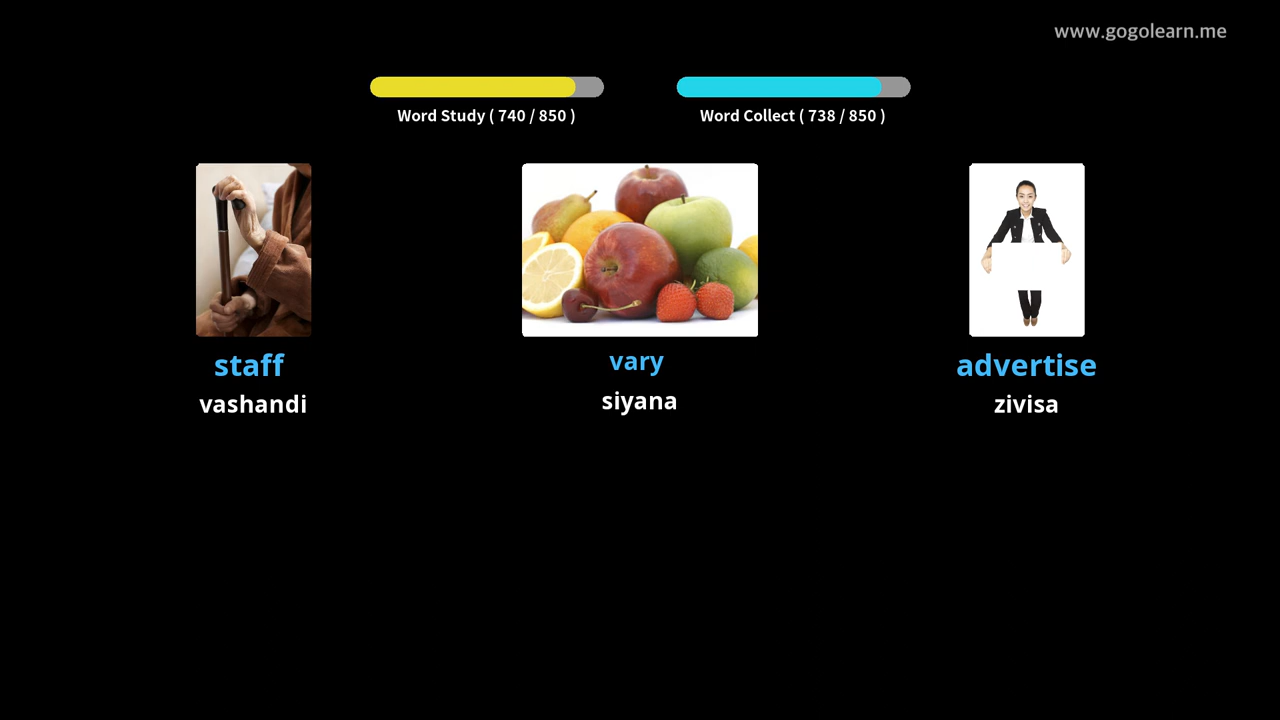 www.gogolearn.me
Word Study ( 740 / 850 )
Word Collect ( 738 / 850 )
staff
vary
advertise
vashandi
siyana
zivisa